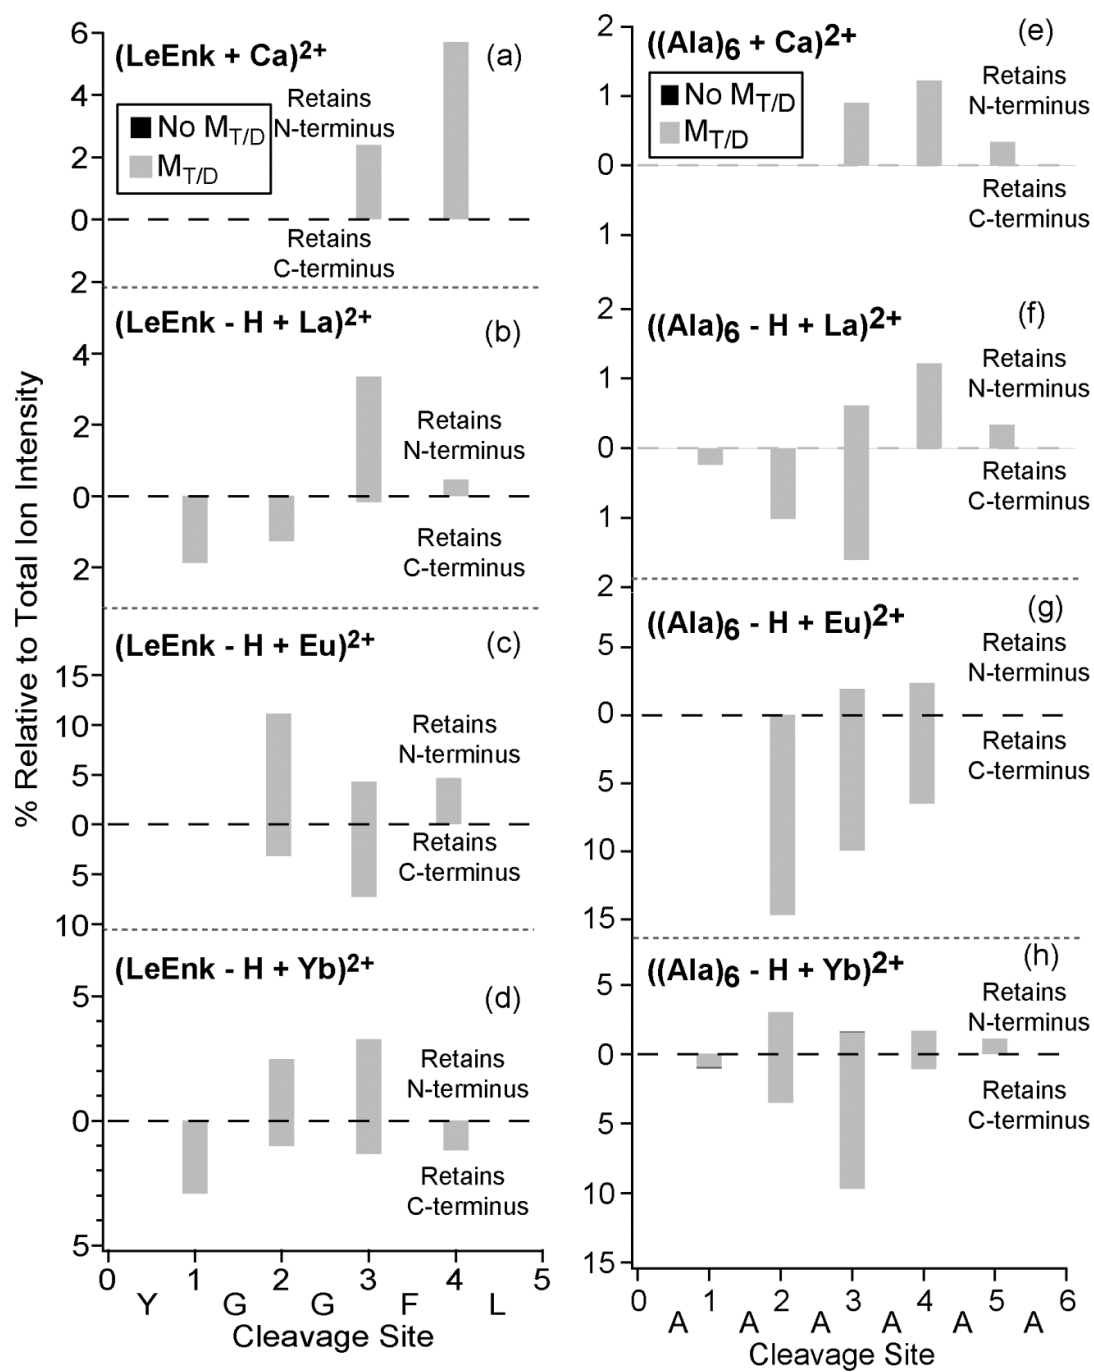 % Relative to Total Ion Intensity
(LeEnk + Ca)2+
(a)
No MT/D
MT/D
Retains
N-terminus
Retains
C-terminus
6
4
2
0
2
(LeEnk - H + La)2+
(b)
Retains
N-terminus
Retains
C-terminus
4
2
0
2
(LeEnk - H + Eu)2+
(c)
Retains
N-terminus
Retains
C-terminus
15
10
5
0
5
10
(LeEnk - H + Yb)2+
(d)
Retains
N-terminus
Retains
C-terminus
5
0
5
0 1 2 3 4 5
Y G G F L
Cleavage Site
((Ala)6 + Ca)2+
(e)
No MT/D
MT/D
Retains
N-terminus
Retains
C-terminus
2
1
0
1
2
((Ala)6 - H + La)2+
(f)
Retains
N-terminus
Retains
C-terminus
1
0
1
2
((Ala)6 - H + Eu)2+
(g)
Retains
N-terminus
Retains
C-terminus
5
0
5
10
15
((Ala)6 - H + Yb)2+
(h)
Retains
N-terminus
Retains
C-terminus
5
0
5
10
15
0 1 2 3 4 5 6
A A A A A A
Cleavage Site